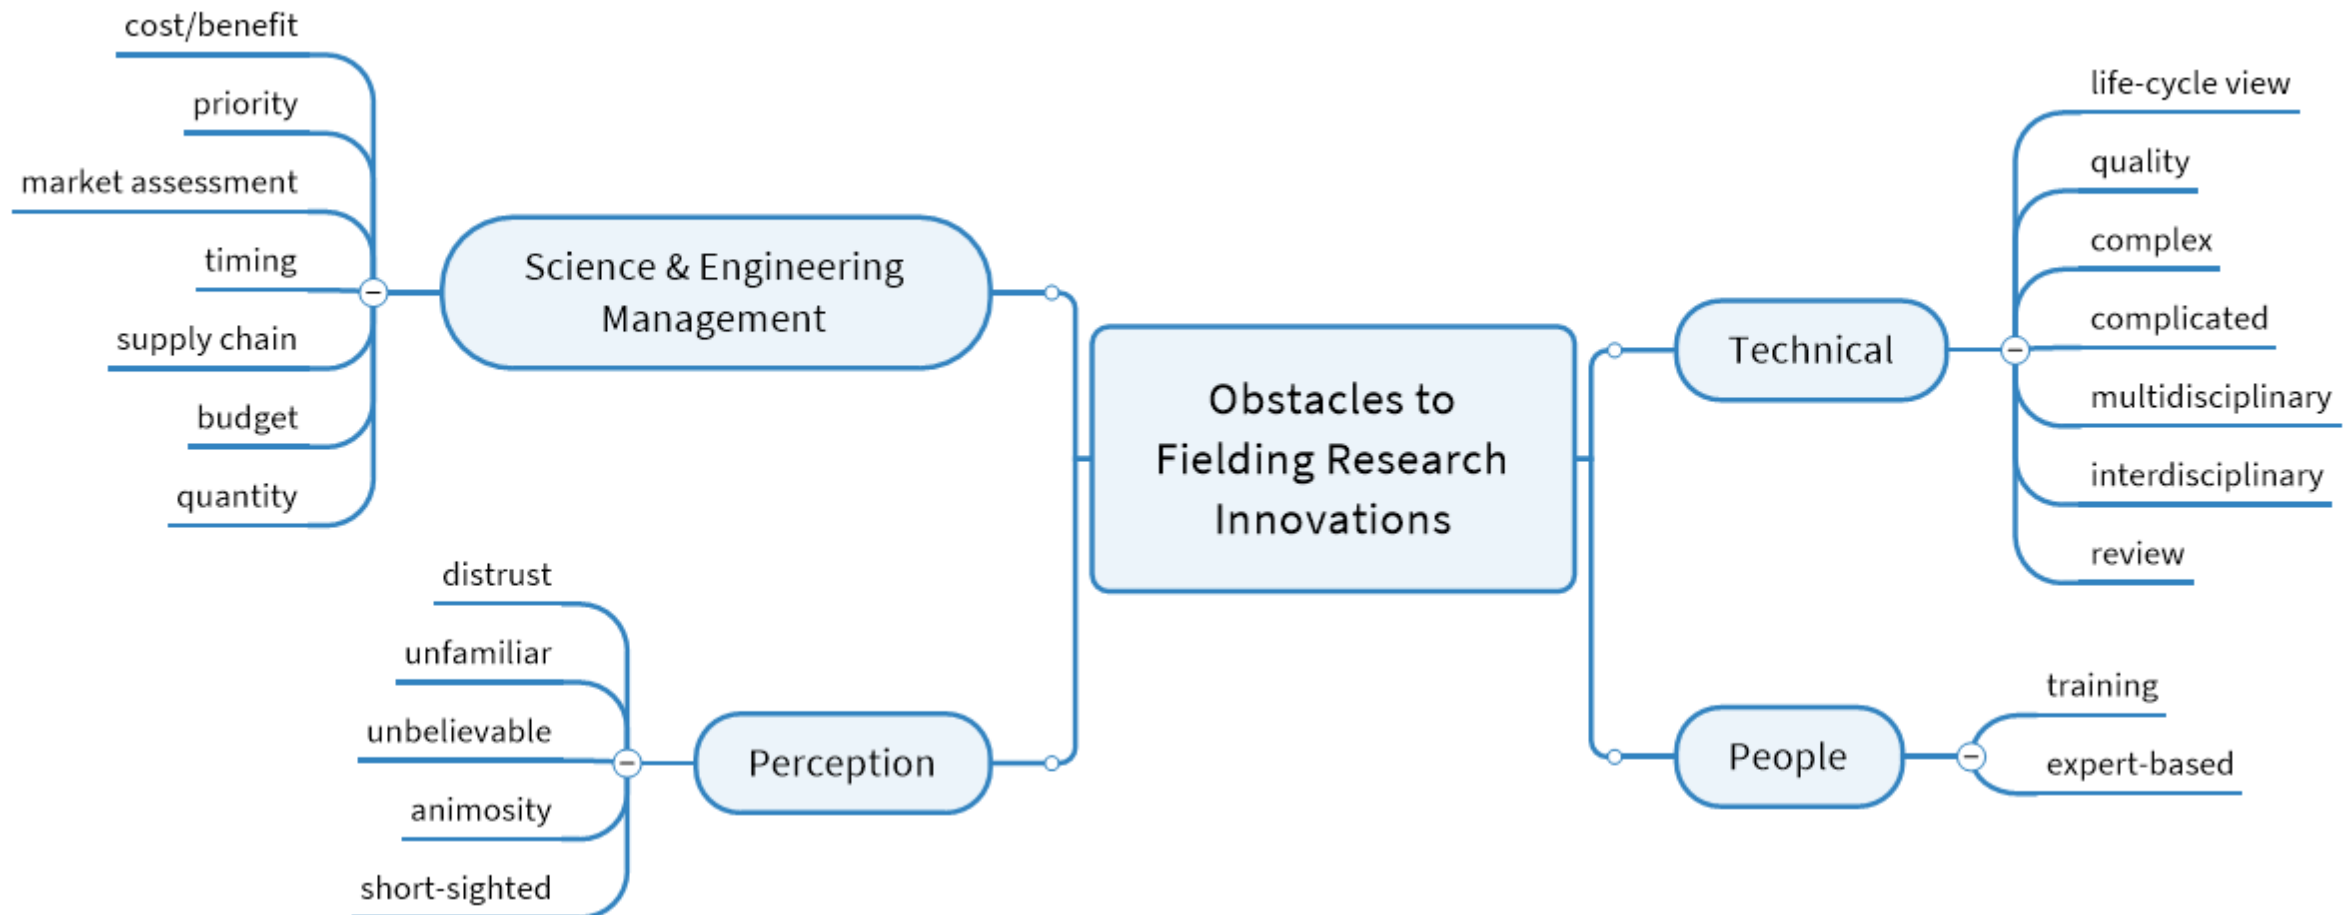 cost/benefit
priority
market assessment
timing
supply chain
budget
quantity
Science & Engineering
Management
distrust
unfamiliar
unbelievable
animosity
short-sighted
Perception
Obstacles to
Fielding Research
Innovations
Technical
life-cycle view
quality
complex
complicated
multidisciplinary
interdisciplinary
review
People
training
expert-based